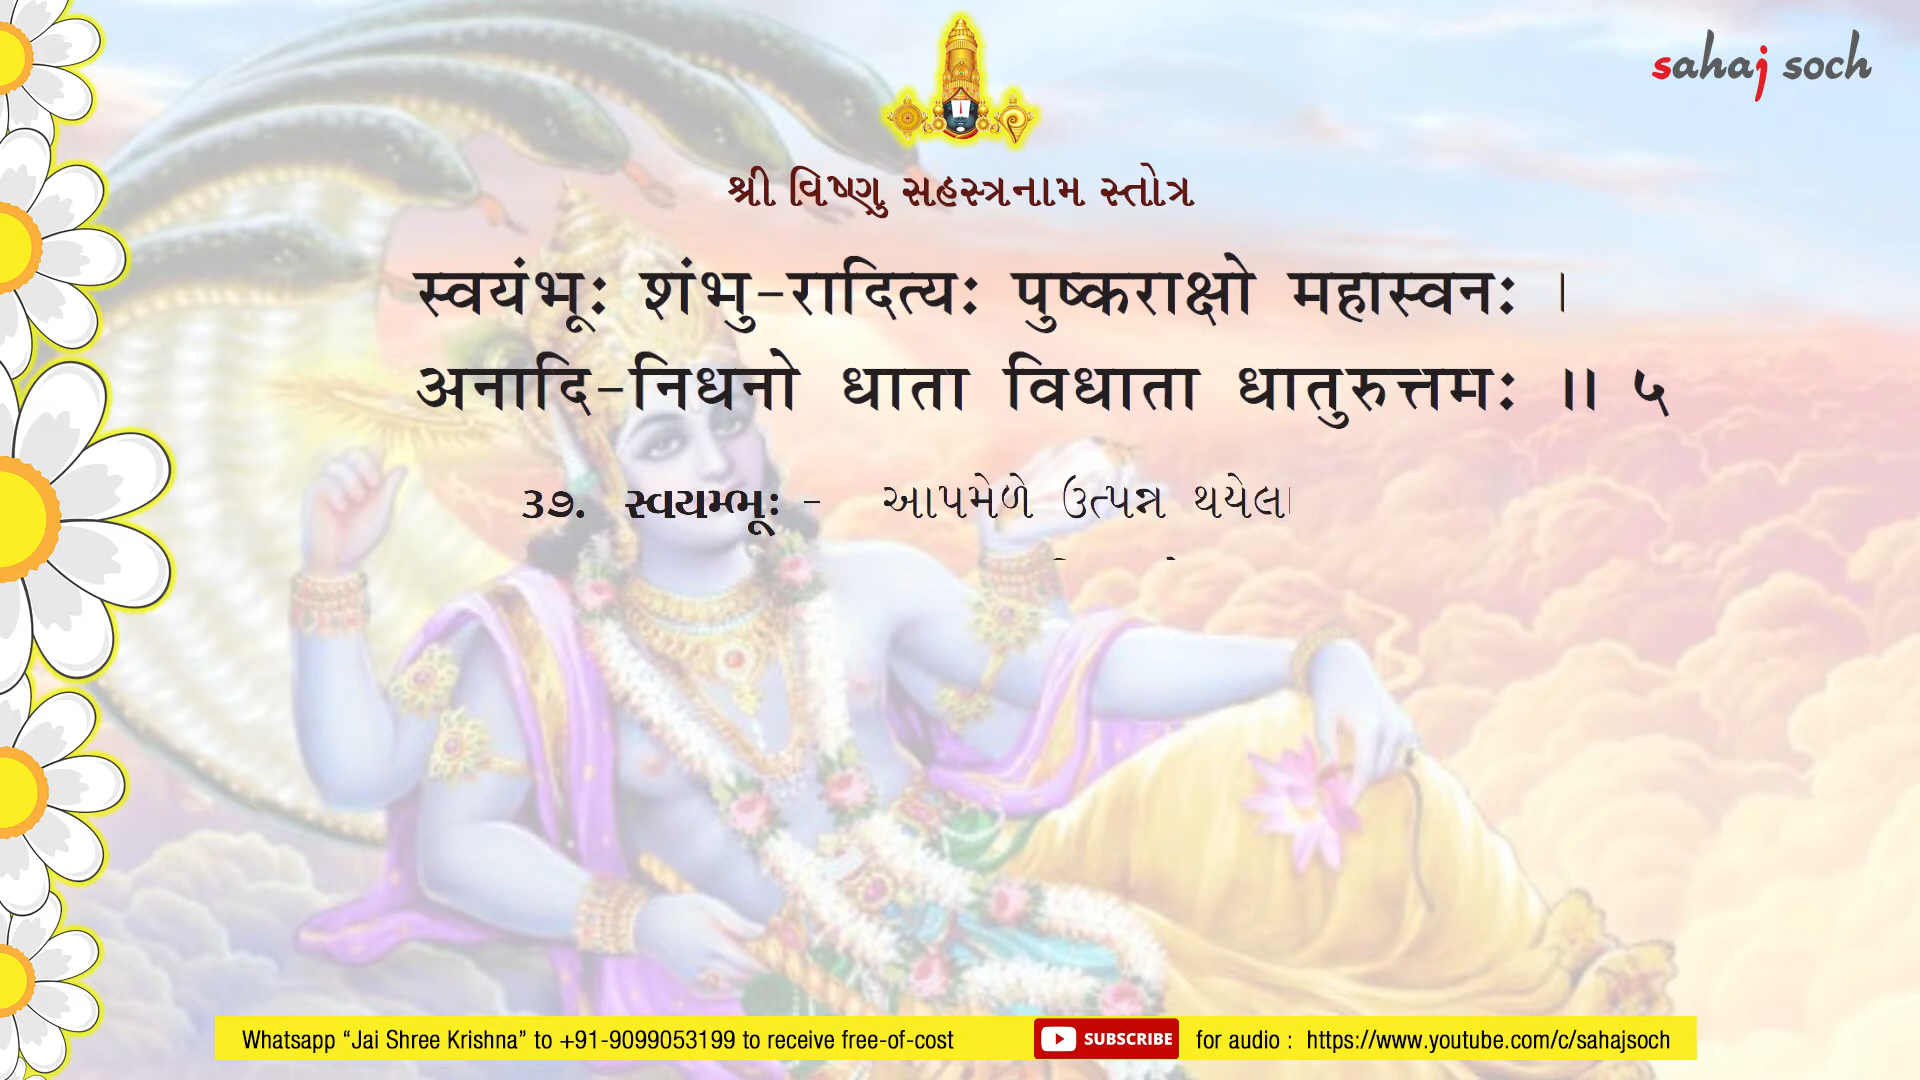 sahaj soch
શ્રી વિષ્ણુ સહસ્ત્રનામ સ્તોત્ર
स्वयंभूः शंभु-रादित्यः पुष्कराक्षो महास्वनः ।
अनादि-निधनो धाता विधाता धातुरुत्तमः ॥ ५
૩૭. સ્વયમ્ભૂઃ - આપમેળે ઉત્પન્ન થયેલ
Whatsapp “Jai Shree Krishna” to +91-9099053199 to receive free-of-cost SUBSCRIBE for audio : https://www.youtube.com/c/sahajsoch